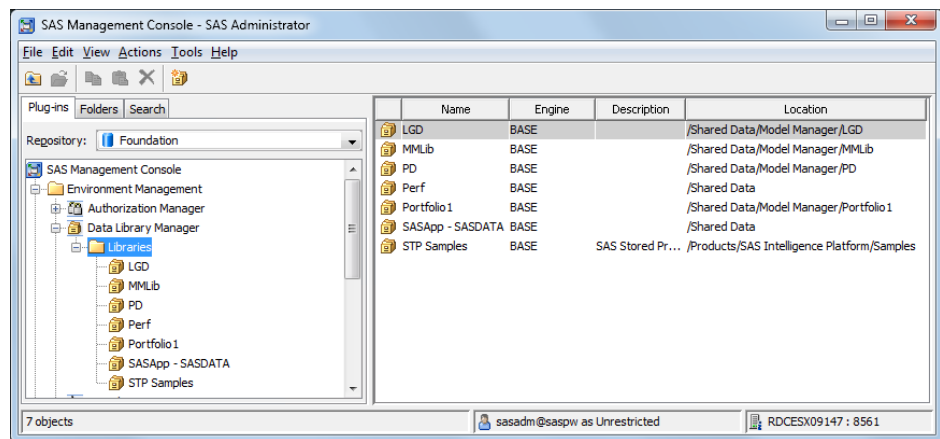 SAS Management Console - SAS Administrator
File Edit View Actions Tools Help
Plug-ins Folders Search
Repository: Foundation
SAS Management Console
Environment Management
Authorization Manager
Data Library Manager
Libraries
LGD
MMLib
PD
Perf
Portfolio1
SASApp - SASDATA
STP Samples
Name Engine Description Location
LGD BASE /Shared Data/Model Manager/LGD
MMLib BASE /Shared Data/Model Manager/MMLib
PD BASE /Shared Data/Model Manager/PD
Perf BASE /Shared Data
Portfolio1 BASE /Shared Data/Model Manager/Portfolio1
SASApp - SASDATA BASE /Shared Data
STP Samples BASE SAS Stored Pr... /Products/SAS Intelligence Platform/Samples
7 objects sasadm@saspw as Unrestricted RDCESX09147 : 8561